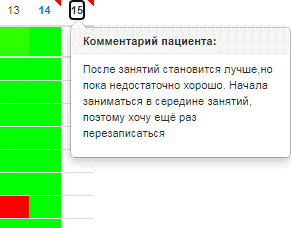 13 14 15
Комментарий пациента:
После занятий становится лучше,но
пока недостаточно хорошо. Начала
заниматься в середине занятий,
поэтому хочу ещё раз
перезаписаться